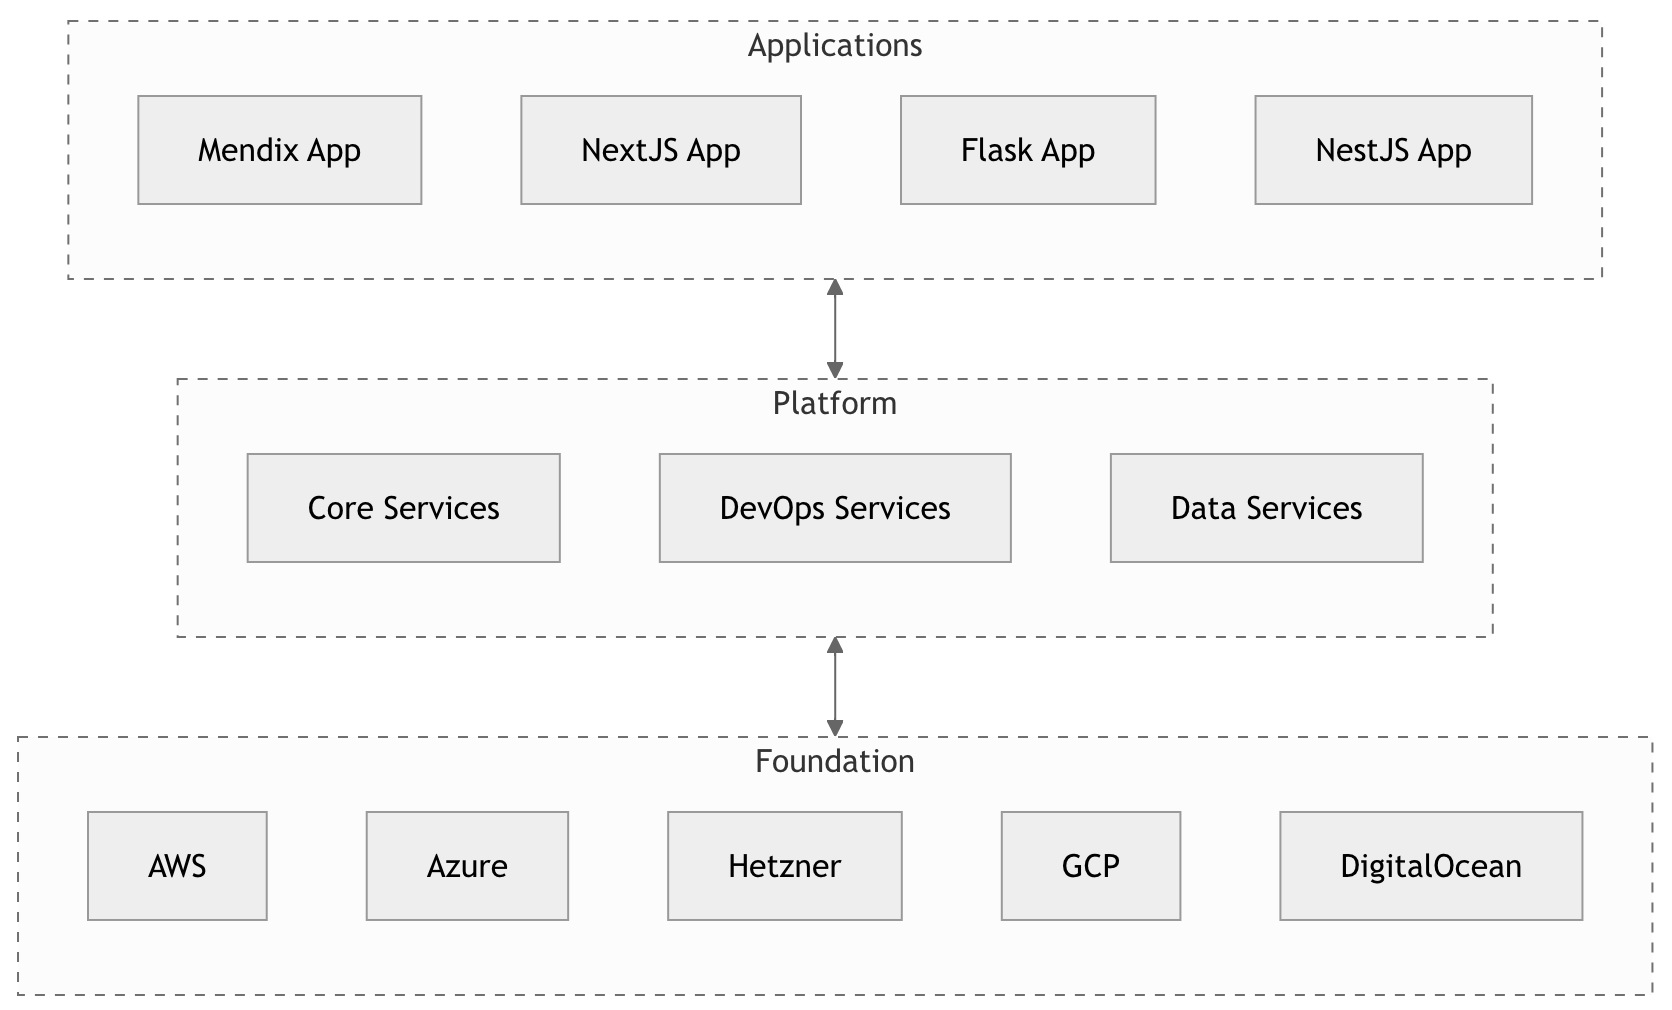 Applications
Mendix App
NextJS App
Flask App
NestJS App
Platform
Core Services
DevOps Services
Data Services
Foundation
AWS
Azure
Hetzner
GCP
DigitalOcean